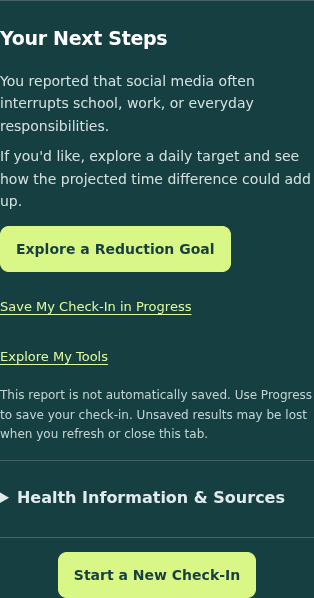 Your Next Steps
You reported that social media often
interrupts school, work, or everyday
responsibilities.
If you'd like, explore a daily target and see
how the projected time difference could add
up.
Explore a Reduction Goal
Save My Check-In in Progress
Explore My Tools
This report is not automatically saved. Use Progress
to save your check-in. Unsaved results may be lost
when you refresh or close this tab.
Health Information & Sources
Start a New Check-In